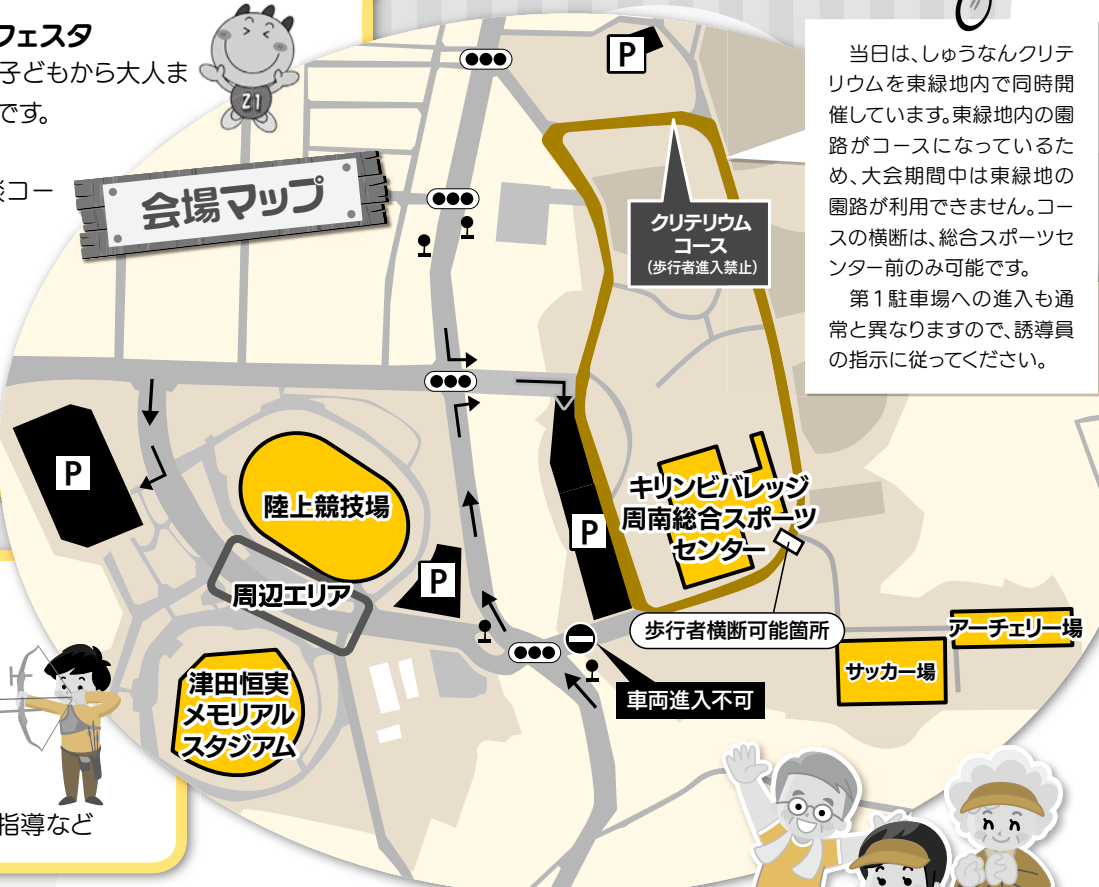 フェスタ
子どもから大人ま
です。
談コー
Z1
会場マップ
P
クリテリウム
コース
(歩行者進入禁止)
当日は、しゅうなんクリテ
リウムを東緑地内で同時開
催しています。東緑地内の園
路がコースになっているた
め、大会期間中は東緑地の
園路が利用できません。コー
スの横断は、総合スポーツセ
ンター前のみ可能です。
第1駐車場への進入も通
常と異なりますので、誘導員
の指示に従ってください。
P
陸上競技場
キリンビバレッジ
周南総合スポーツ
センター
P
P
周辺エリア
歩行者横断可能箇所
アーチェリー場
サッカー場
車両進入不可
津田恒実
メモリアル
スタジアム
指導など